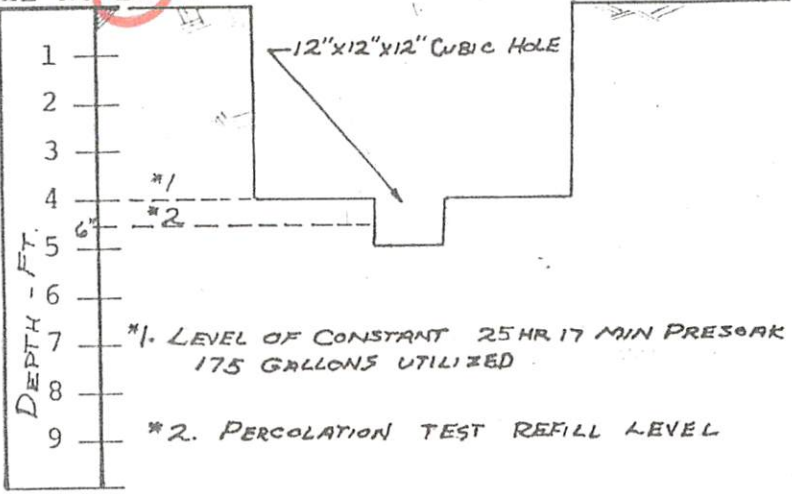 12"x12"x12" CUBIC HOLE
1
2
3
4
5
6
7
8
9
*1
*2
6"
DEPTH - FT.
*1. LEVEL OF CONSTANT 25 HR 17 MIN PRESOAK
175 GALLONS UTILIZED
*2. PERCOLATION TEST REFILL LEVEL